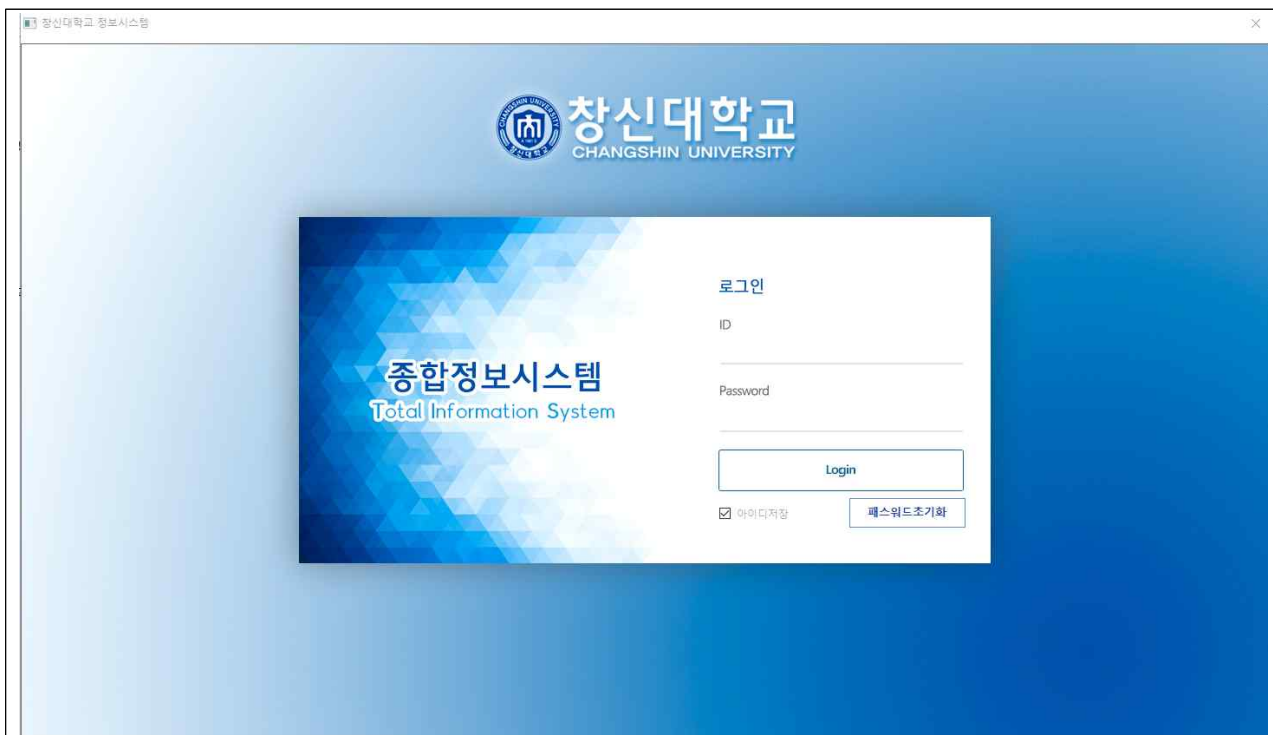 창신대학교 정보시스템
창신대학교
CHANGSHIN UNIVERSITY
로그인
ID
종합정보시스템
Total Information System
Password
Login
아이디저장
패스워드초기화